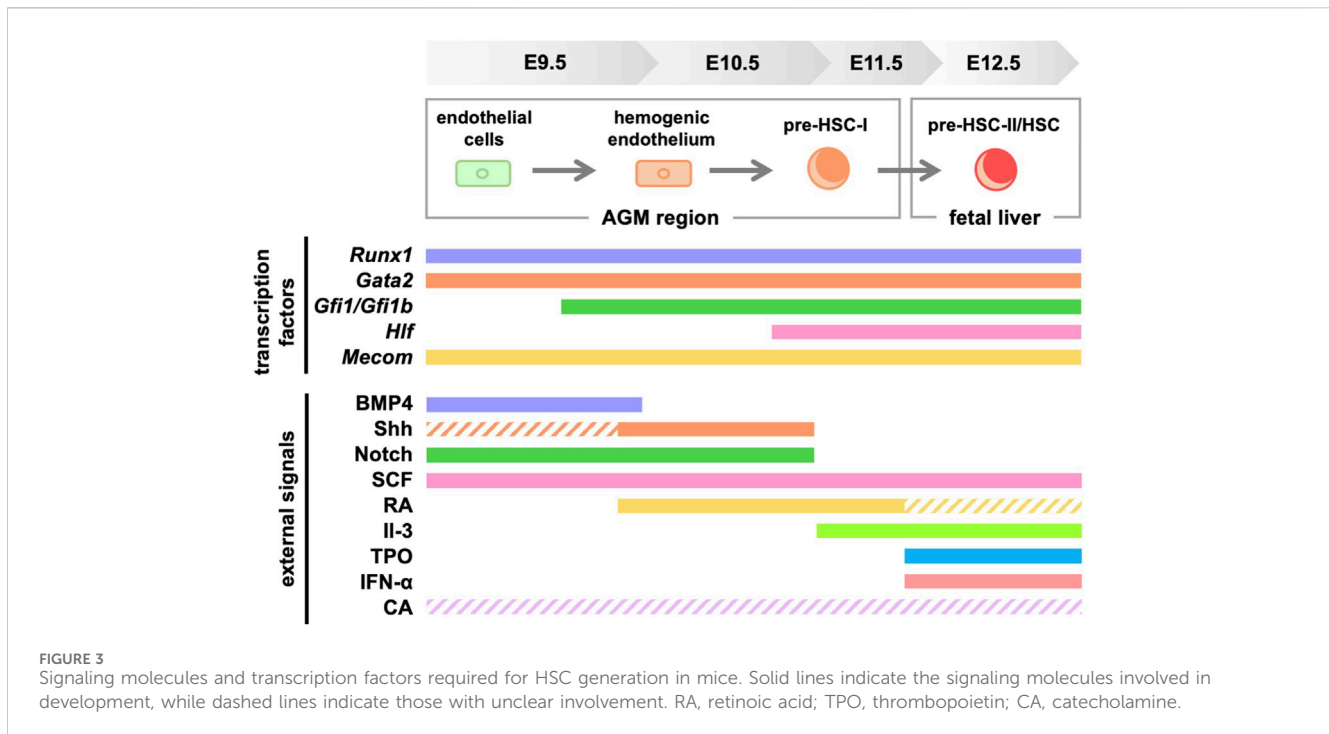 E9.5 E10.5 E11.5 E12.5
endothelial cells
hemogenic endothelium
pre-HSC-I
pre-HSC-II/HSC
AGM region
fetal liver
transcription factors
Runx1
Gata2
Gfi1/Gfi1b
Hlf
Mecom
external signals
BMP4
Shh
Notch
SCF
RA
Il-3
TPO
IFN-α
CA
FIGURE 3
Signaling molecules and transcription factors required for HSC generation in mice. Solid lines indicate the signaling molecules involved in
development, while dashed lines indicate those with unclear involvement. RA, retinoic acid; TPO, thrombopoietin; CA, catecholamine.